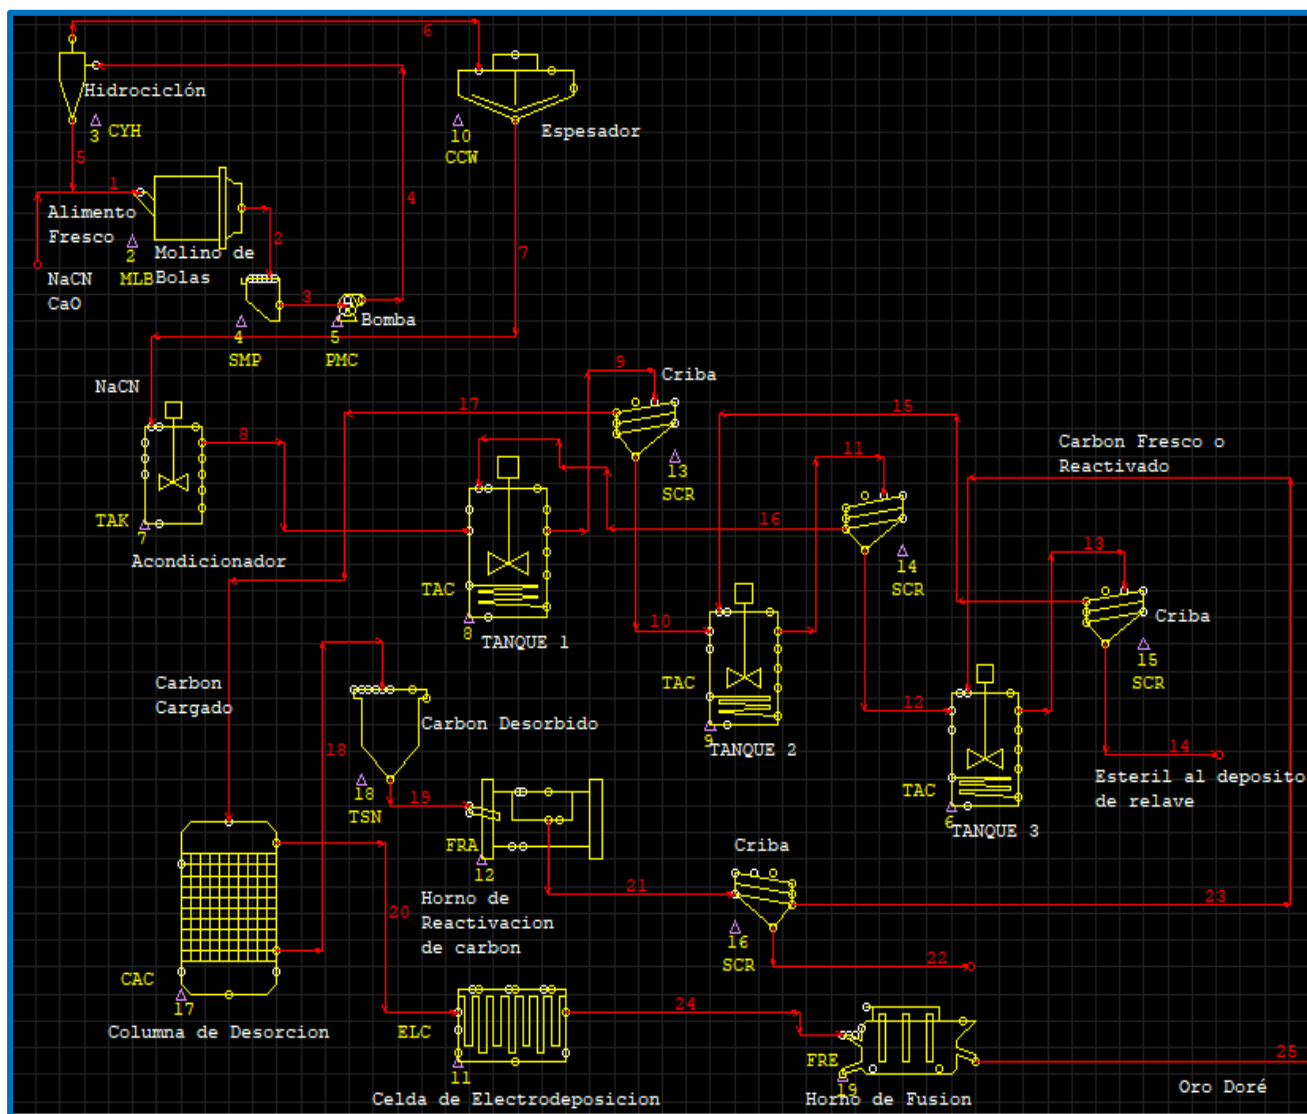 6
Hidrociclón
3 CYH
10
CCW
Espesador
5
1
4
Alimento
Fresco
2
7
2
MLB
Molino de
Bolas
NaCN
CaO
3
Bomba
4
SMP
5
PMC
NaCN
8
TAK
7
Acondicionador
9
Criba
17
13
SCR
15
11
Carbon Fresco o
Reactivado
16
14
SCR
13
TAC
8
TANQUE 1
10
Criba
15
SCR
TAC
9
TANQUE 2
12
14
Esteril al deposito
de relave
TAC
6
TANQUE 3
Carbon
Cargado
18
Carbon Desorbido
18
TSN
19
FRA
12
Horno de
Reactivacion
de carbon
21
Criba
16
SCR
23
22
20
CAC
17
Columna de Desorcion
ELC
11
Celda de Electrodeposicion
24
FRE
19
Horno de Fusion
25
Oro Doré